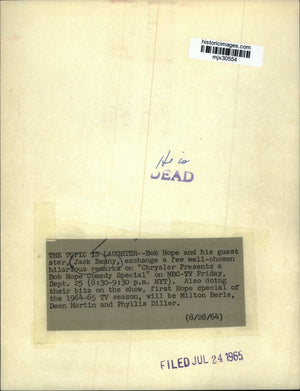 historicimages.com
mjx30554
He is
DEAD
THE TOPIC IS LAUGHTER--Bob Hope and his guest
star, (Jack Benny,) exchange a few well-chosen
hilarious remarks on "Chrysler Presents a
Bob Hope Comedy Special" on NBC-TV Friday,
Sept. 25 (8:30-9:30 p.m. NYT). Also doing
their bits on the show, first Hope special of
the 1964-65 TV season, will be Milton Berle,
Dean Martin and Phyllis Diller.
(8/28/64)
FILED JUL 24 1965